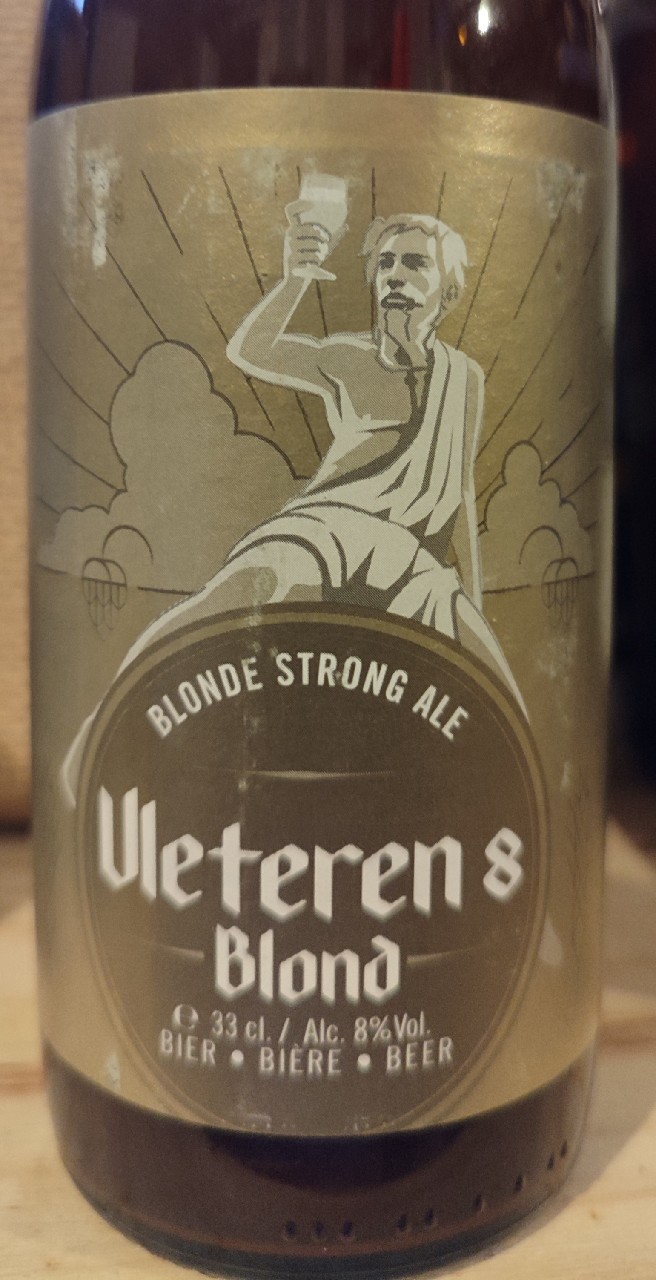 BLONDE STRONG ALE
Vleteren 8
Blond
℮ 33 cl. / Alc. 8% Vol.
BIER • BIÈRE • BEER